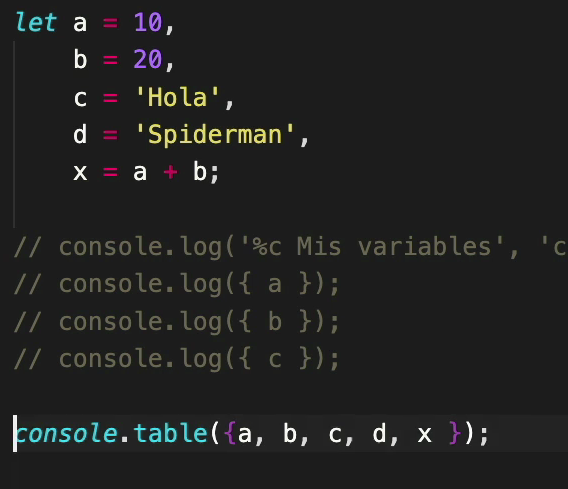 let a = 10,
    b = 20,
    c = 'Hola',
    d = 'Spiderman',
    x = a + b;
// console.log('%c Mis variables', 'c
// console.log({ a });
// console.log({ b });
// console.log({ c });
console.table({a, b, c, d, x });